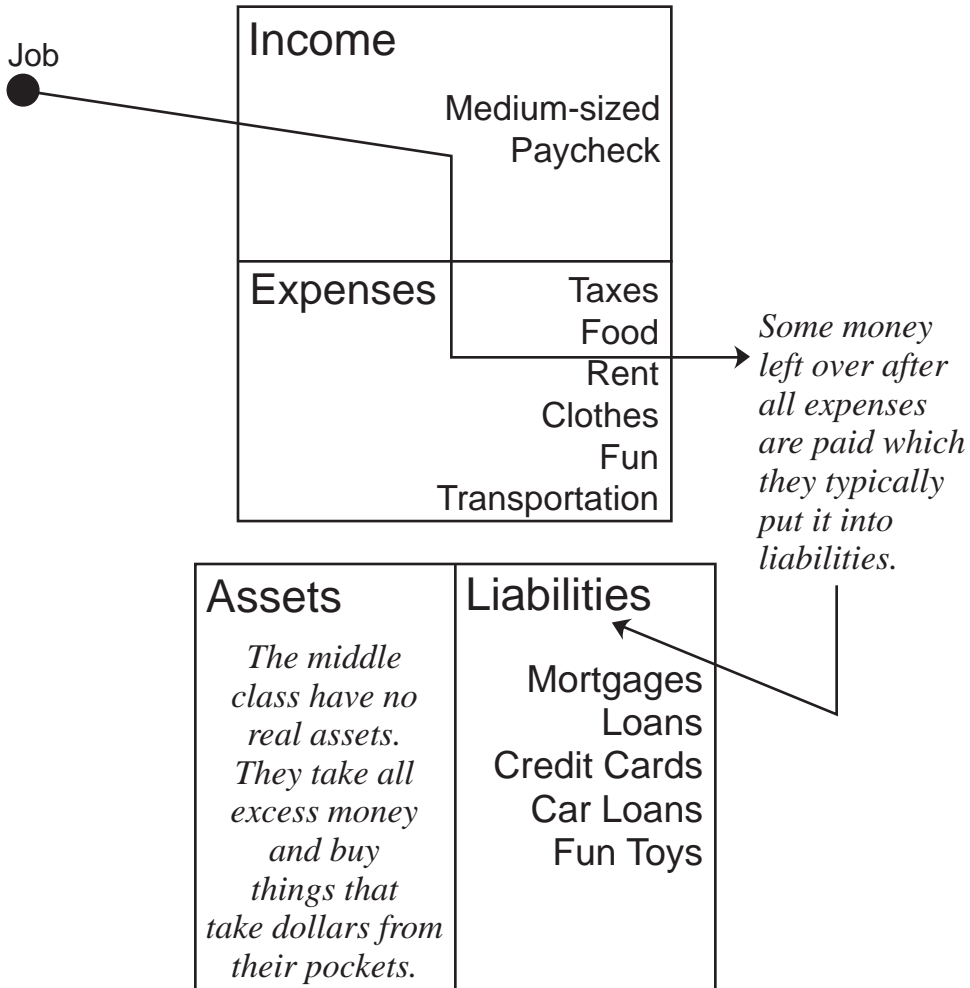 Job
Income
Medium-sized
Paycheck
Expenses
Taxes
Food
Rent
Clothes
Fun
Transportation
Some money
left over after
all expenses
are paid which
they typically
put it into
liabilities.
Assets
The middle
class have no
real assets.
They take all
excess money
and buy
things that
take dollars from
their pockets.
Liabilities
Mortgages
Loans
Credit Cards
Car Loans
Fun Toys